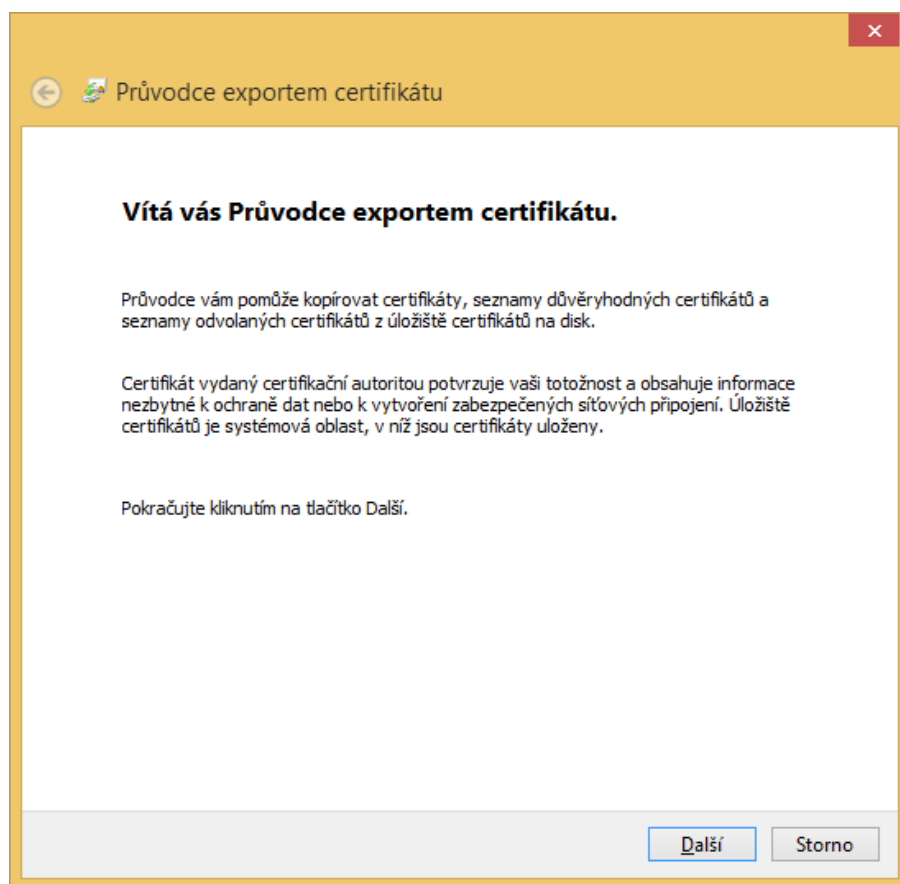 Průvodce exportem certifikátu
Vítá vás Průvodce exportem certifikátu.
Průvodce vám pomůže kopírovat certifikáty, seznamy důvěryhodných certifikátů a
seznamy odvolaných certifikátů z úložiště certifikátů na disk.
Certifikát vydaný certifikační autoritou potvrzuje vaši totožnost a obsahuje informace
nezbytné k ochraně dat nebo k vytvoření zabezpečených síťových připojení. Úložiště
certifikátů je systémová oblast, v níž jsou certifikáty uloženy.
Pokračujte kliknutím na tlačítko Další.
Další Storno